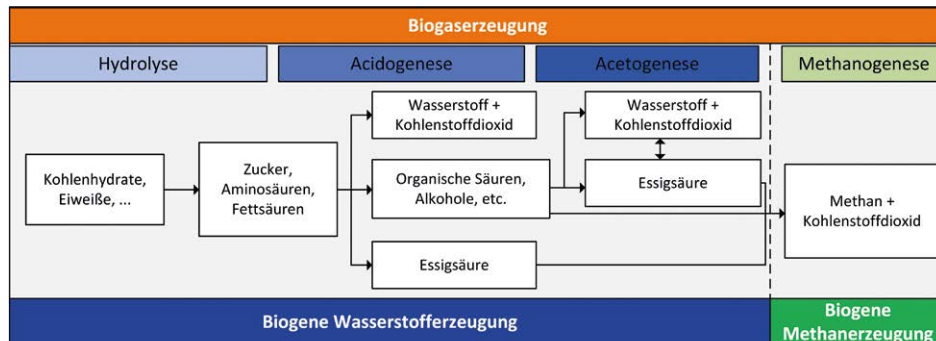 Biogaserzeugung
Hydrolyse
Acidogenese
Acetogenese
Methanogenese
Wasserstoff +
Kohlenstoffdioxid
Wasserstoff +
Kohlenstoffdioxid
Kohlenhydrate,
Eiweiße, ...
Zucker,
Aminosäuren,
Fettsäuren
Organische Säuren,
Alkohole, etc.
Essigsäure
Methan +
Kohlenstoffdioxid
Essigsäure
Biogene Wasserstofferzeugung
Biogene
Methanerzeugung